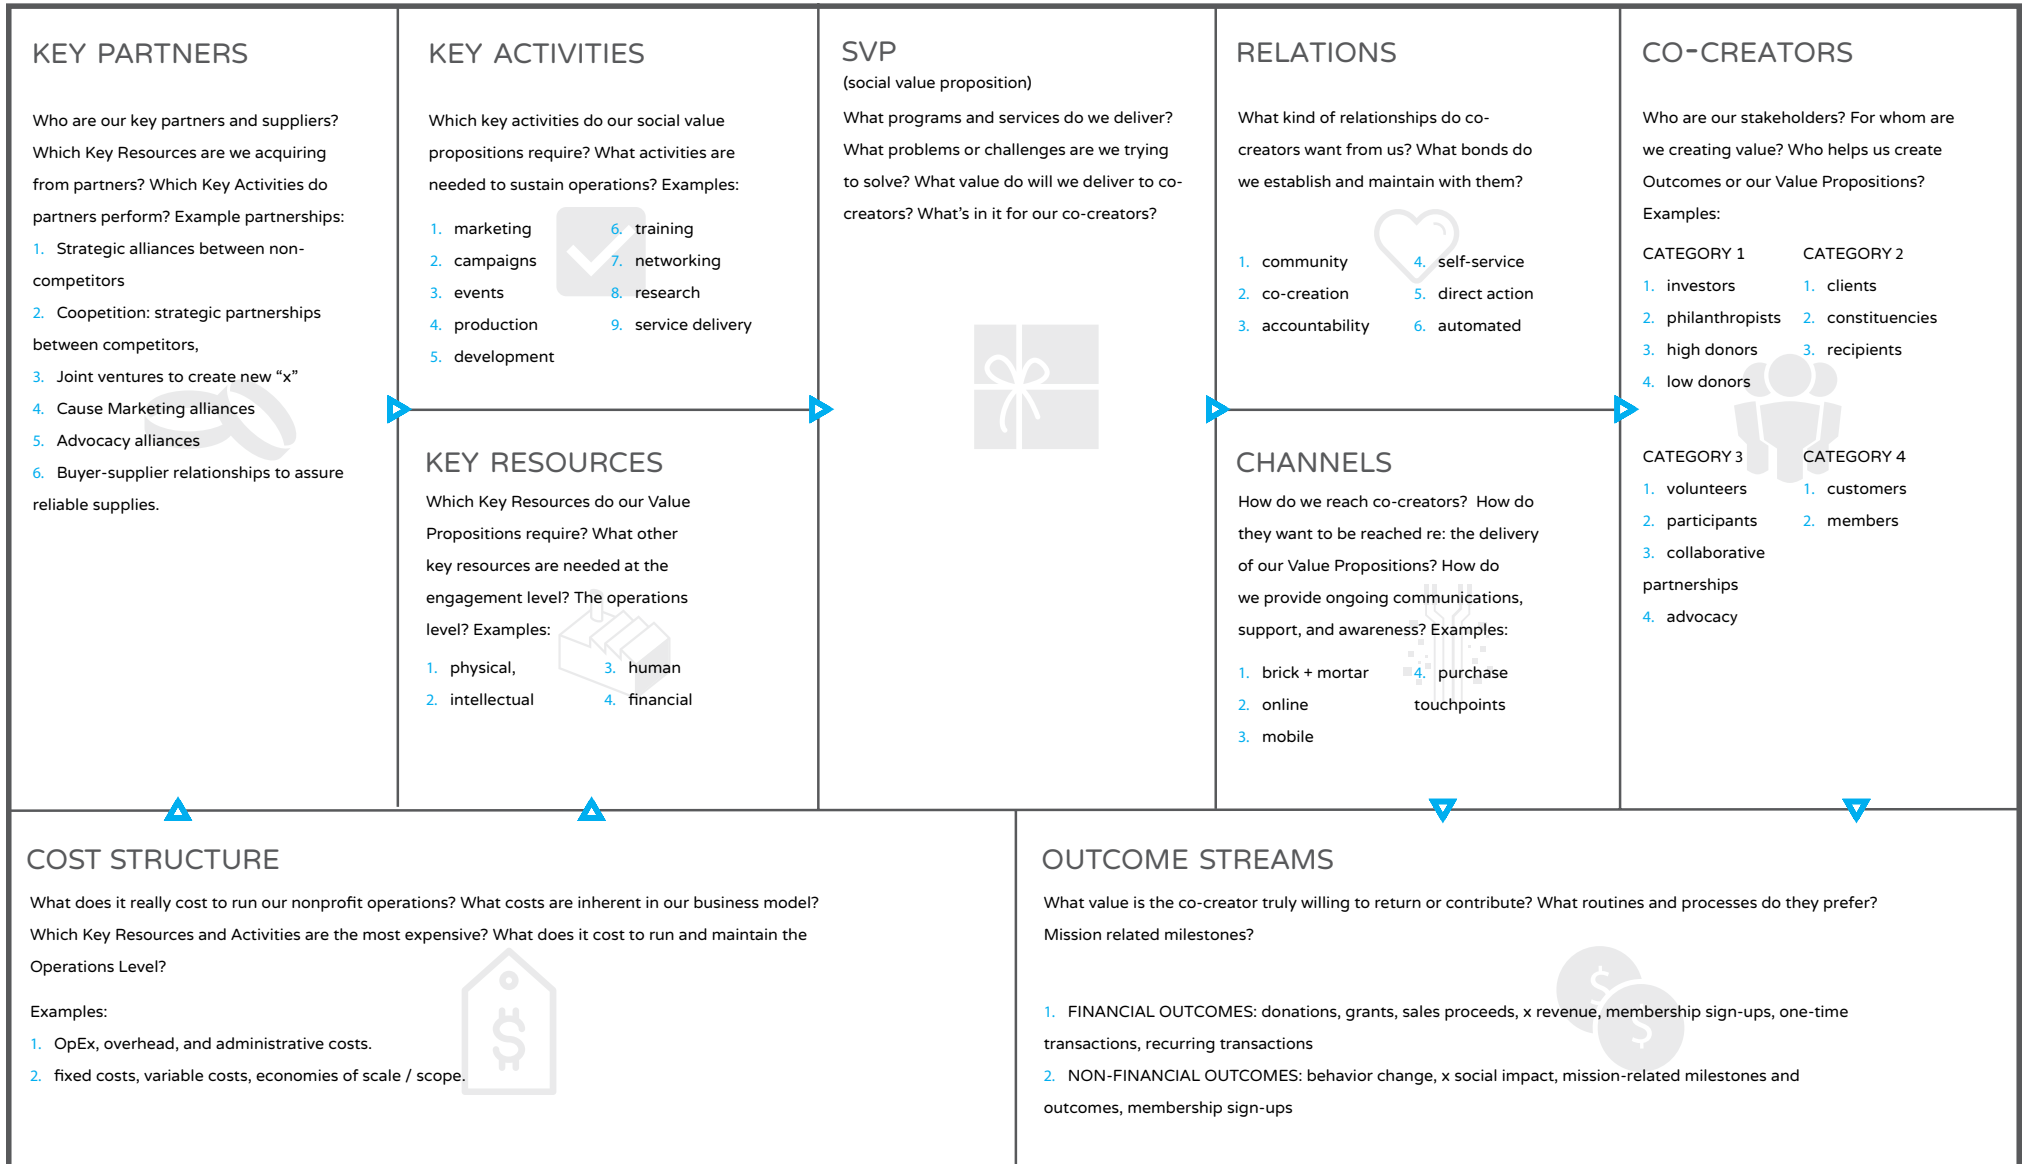 KEY PARTNERS
Who are our key partners and suppliers?
Which Key Resources are we acquiring
from partners? Which Key Activities do
partners perform? Example partnerships:
1. Strategic alliances between non-
competitors
2. Coopetition: strategic partnerships
between competitors,
3. Joint ventures to create new “x”
4. Cause Marketing alliances
5. Advocacy alliances
6. Buyer-supplier relationships to assure
reliable supplies.
KEY ACTIVITIES
Which key activities do our social value
propositions require? What activities are
needed to sustain operations? Examples:
1. marketing
2. campaigns
3. events
4. production
5. development
6. training
7. networking
8. research
9. service delivery
KEY RESOURCES
Which Key Resources do our Value
Propositions require? What other
key resources are needed at the
engagement level? The operations
level? Examples:
1. physical,
2. intellectual
3. human
4. financial
SVP
(social value proposition)
What programs and services do we deliver?
What problems or challenges are we trying
to solve? What value do will we deliver to co-
creators? What’s in it for our co-creators?
RELATIONS
What kind of relationships do co-
creators want from us? What bonds do
we establish and maintain with them?
1. community
2. co-creation
3. accountability
4. self-service
5. direct action
6. automated
CHANNELS
How do we reach co-creators? How do
they want to be reached re: the delivery
of our Value Propositions? How do
we provide ongoing communications,
support, and awareness? Examples:
1. brick + mortar
2. online
3. mobile
4. purchase
touchpoints
CO-CREATORS
Who are our stakeholders? For whom are
we creating value? Who helps us create
Outcomes or our Value Propositions?
Examples:
CATEGORY 1
1. investors
2. philanthropists
3. high donors
4. low donors
CATEGORY 2
1. clients
2. constituencies
3. recipients
CATEGORY 3
1. volunteers
2. participants
3. collaborative
partnerships
4. advocacy
CATEGORY 4
1. customers
2. members
COST STRUCTURE
What does it really cost to run our nonprofit operations? What costs are inherent in our business model?
Which Key Resources and Activities are the most expensive? What does it cost to run and maintain the
Operations Level?
Examples:
1. OpEx, overhead, and administrative costs.
2. fixed costs, variable costs, economies of scale / scope.
$
OUTCOME STREAMS
What value is the co-creator truly willing to return or contribute? What routines and processes do they prefer?
Mission related milestones?
1. FINANCIAL OUTCOMES: donations, grants, sales proceeds, x revenue, membership sign-ups, one-time
transactions, recurring transactions
2. NON-FINANCIAL OUTCOMES: behavior change, x social impact, mission-related milestones and
outcomes, membership sign-ups
$
$